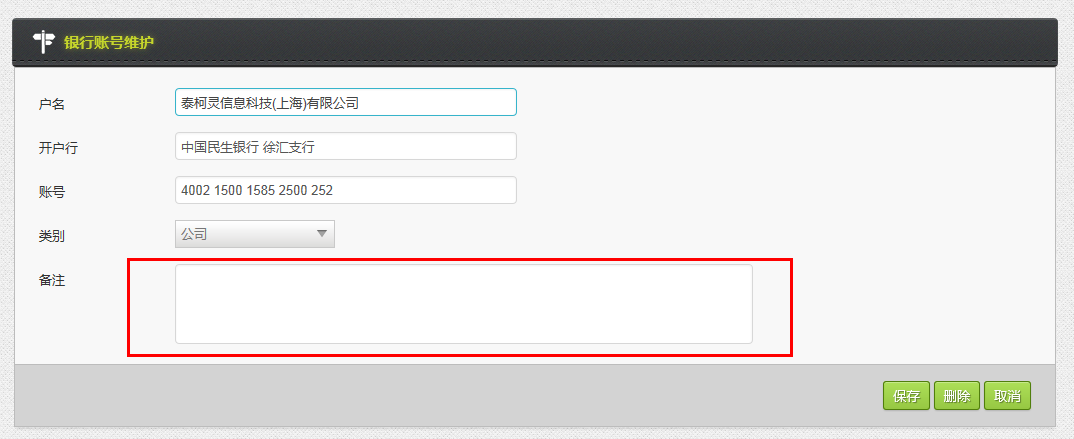 银行账号维护
户名 泰柯灵信息科技(上海)有限公司
开户行 中国民生银行 徐汇支行
账号 4002 1500 1585 2500 252
类别 公司
备注
保存 删除 取消